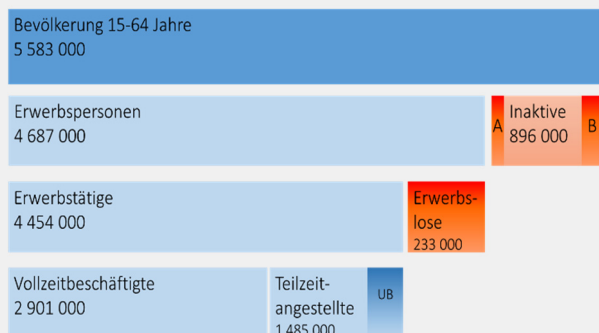 Bevölkerung 15-64 Jahre
5 583 000
Erwerbspersonen
4 687 000
A
Inaktive
896 000
B
Erwerbstätige
4 454 000
Erwerbs-
lose
233 000
Vollzeitbeschäftigte
2 901 000
Teilzeit-
angestellte
1 485 000
UB